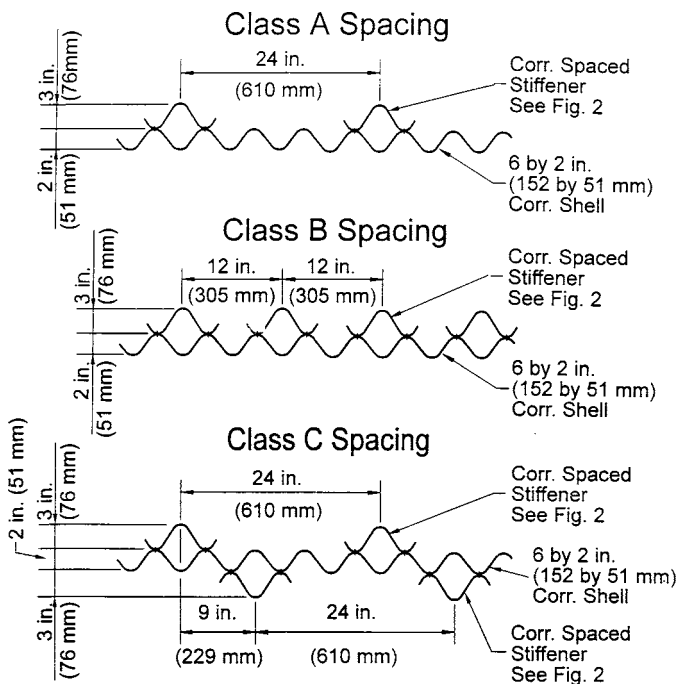 Class A Spacing
24 in.
(610 mm)
3 in.
(76mm)
2 in.
(51 mm)
Corr. Spaced
Stiffener
See Fig. 2
6 by 2 in.
(152 by 51 mm)
Corr. Shell
Class B Spacing
12 in.
12 in.
(305 mm)
(305 mm)
3 in.
(76 mm)
2 in.
(51 mm)
Corr. Spaced
Stiffener
See Fig. 2
6 by 2 in.
(152 by 51 mm)
Corr. Shell
Class C Spacing
24 in.
(610 mm)
2 in. (51 mm)
3 in.
(76 mm)
3 in.
(76 mm)
9 in.
24 in.
(229 mm)
(610 mm)
Corr. Spaced
Stiffener
See Fig. 2
6 by 2 in.
(152 by 51 mm)
Corr. Shell
Corr. Spaced
Stiffener
See Fig. 2